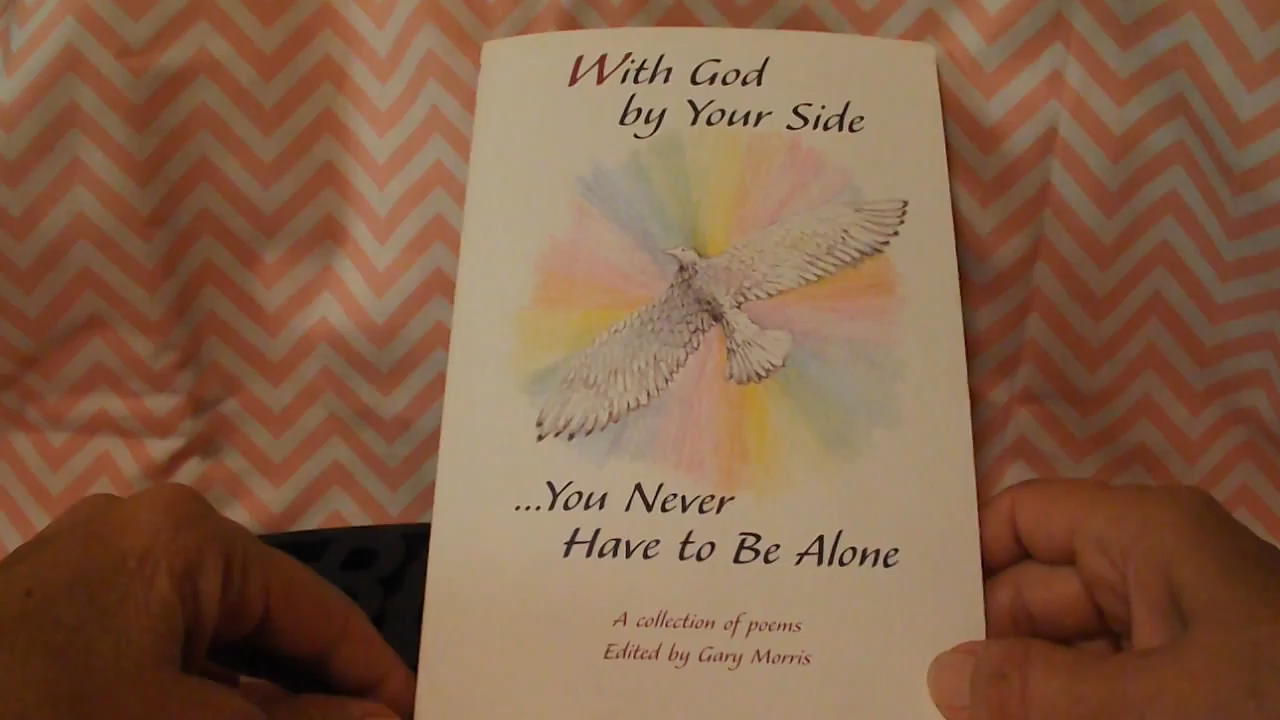 With God
by Your Side
...You Never
Have to Be Alone
A collection of poems
Edited by Gary Morris